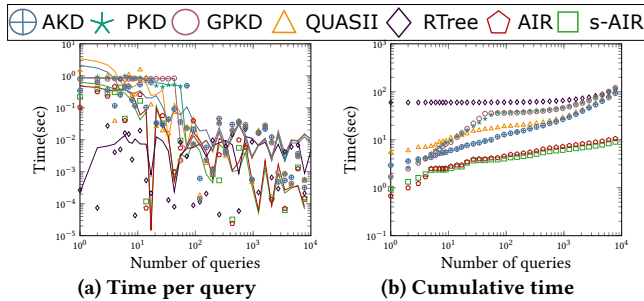 AKD PKD GPKD QUASII RTree AIR s-AIR
10^1
10^0
10^-1
10^-2
10^-3
10^-4
10^-5
Time(sec)
10^0 10^1 10^2 10^3 10^4
Number of queries
(a) Time per query
10^3
10^2
10^1
10^0
10^-1
Time(sec)
10^0 10^1 10^2 10^3 10^4
Number of queries
(b) Cumulative time